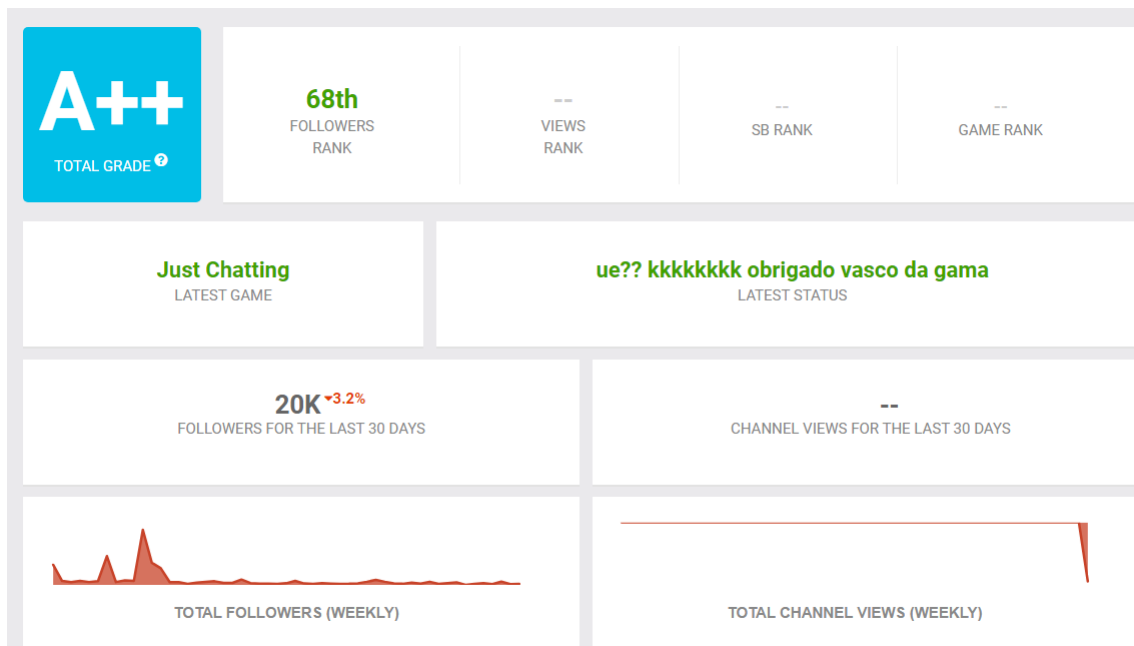 A++
TOTAL GRADE ?
68th
FOLLOWERS
RANK
--
VIEWS
RANK
--
SB RANK
--
GAME RANK
Just Chatting
LATEST GAME
ue?? kkkkkkkk obrigado vasco da gama
LATEST STATUS
20K 3.2%
FOLLOWERS FOR THE LAST 30 DAYS
--
CHANNEL VIEWS FOR THE LAST 30 DAYS
TOTAL FOLLOWERS (WEEKLY)
TOTAL CHANNEL VIEWS (WEEKLY)